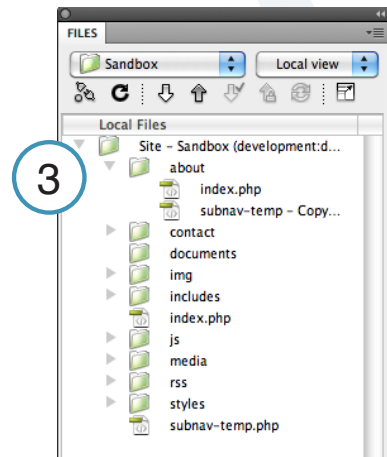 FILES
Sandbox Local view
Local Files
Site – Sandbox (development:d...
3
about
index.php
subnav-temp – Copy...
contact
documents
img
includes
index.php
js
media
rss
styles
subnav-temp.php